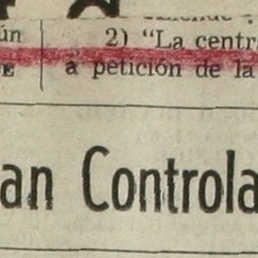 ún
2) “La centra
a petición de la
an Controla